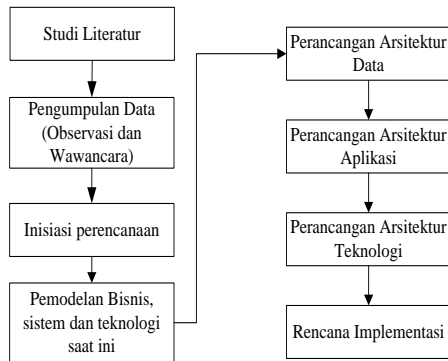 Studi Literatur
Pengumpulan Data
(Observasi dan
Wawancara)
Inisiasi perencanaan
Pemodelan Bisnis,
sistem dan teknologi
saat ini
Perancangan Arsitektur
Data
Perancangan Arsitektur
Aplikasi
Perancangan Arsitektur
Teknologi
Rencana Implementasi